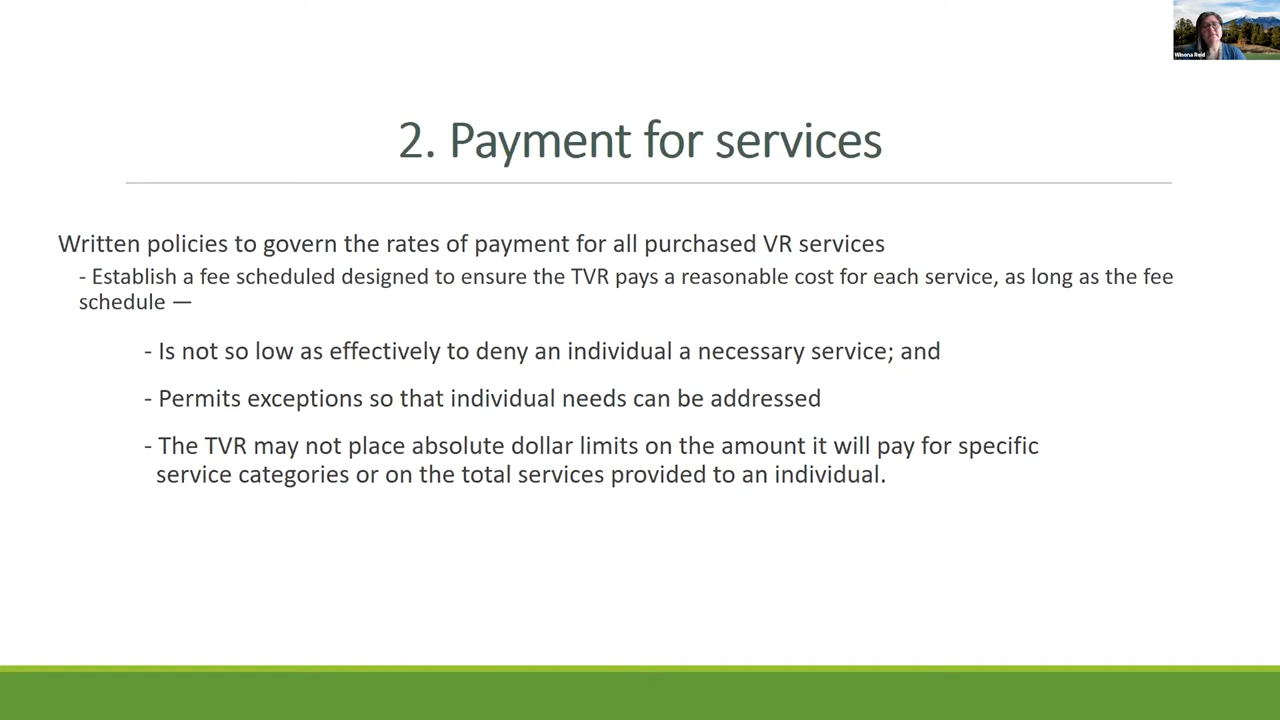 Winona Reid
2. Payment for services
Written policies to govern the rates of payment for all purchased VR services
- Establish a fee scheduled designed to ensure the TVR pays a reasonable cost for each service, as long as the fee
schedule —
- Is not so low as effectively to deny an individual a necessary service; and
- Permits exceptions so that individual needs can be addressed
- The TVR may not place absolute dollar limits on the amount it will pay for specific
service categories or on the total services provided to an individual.